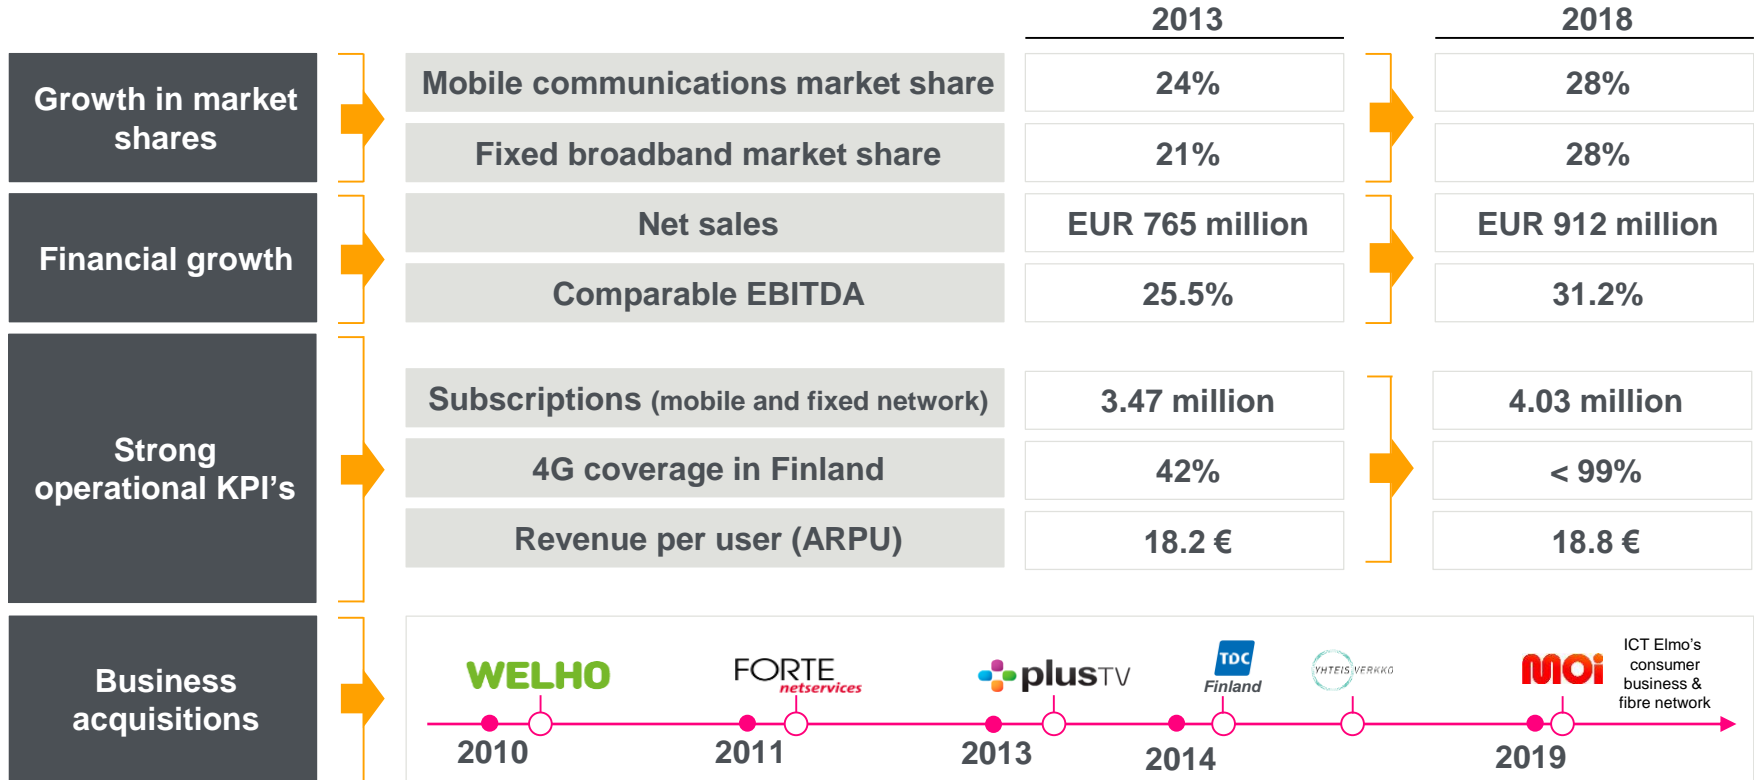 2013 2018
Growth in market
shares
Mobile communications market share 24% 28%
Fixed broadband market share 21% 28%
Financial growth
Net sales EUR 765 million EUR 912 million
Comparable EBITDA 25.5% 31.2%
Strong
operational KPI's
Subscriptions (mobile and fixed network) 3.47 million 4.03 million
4G coverage in Finland 42% < 99%
Revenue per user (ARPU) 18.2 € 18.8 €
Business
acquisitions
WELHO
FORTE
netservices
plusTV
TDC
Finland
YHTEISVERKKO
MOi
ICT Elmo's
consumer
business &
fibre network
2010 2011 2013 2014 2019